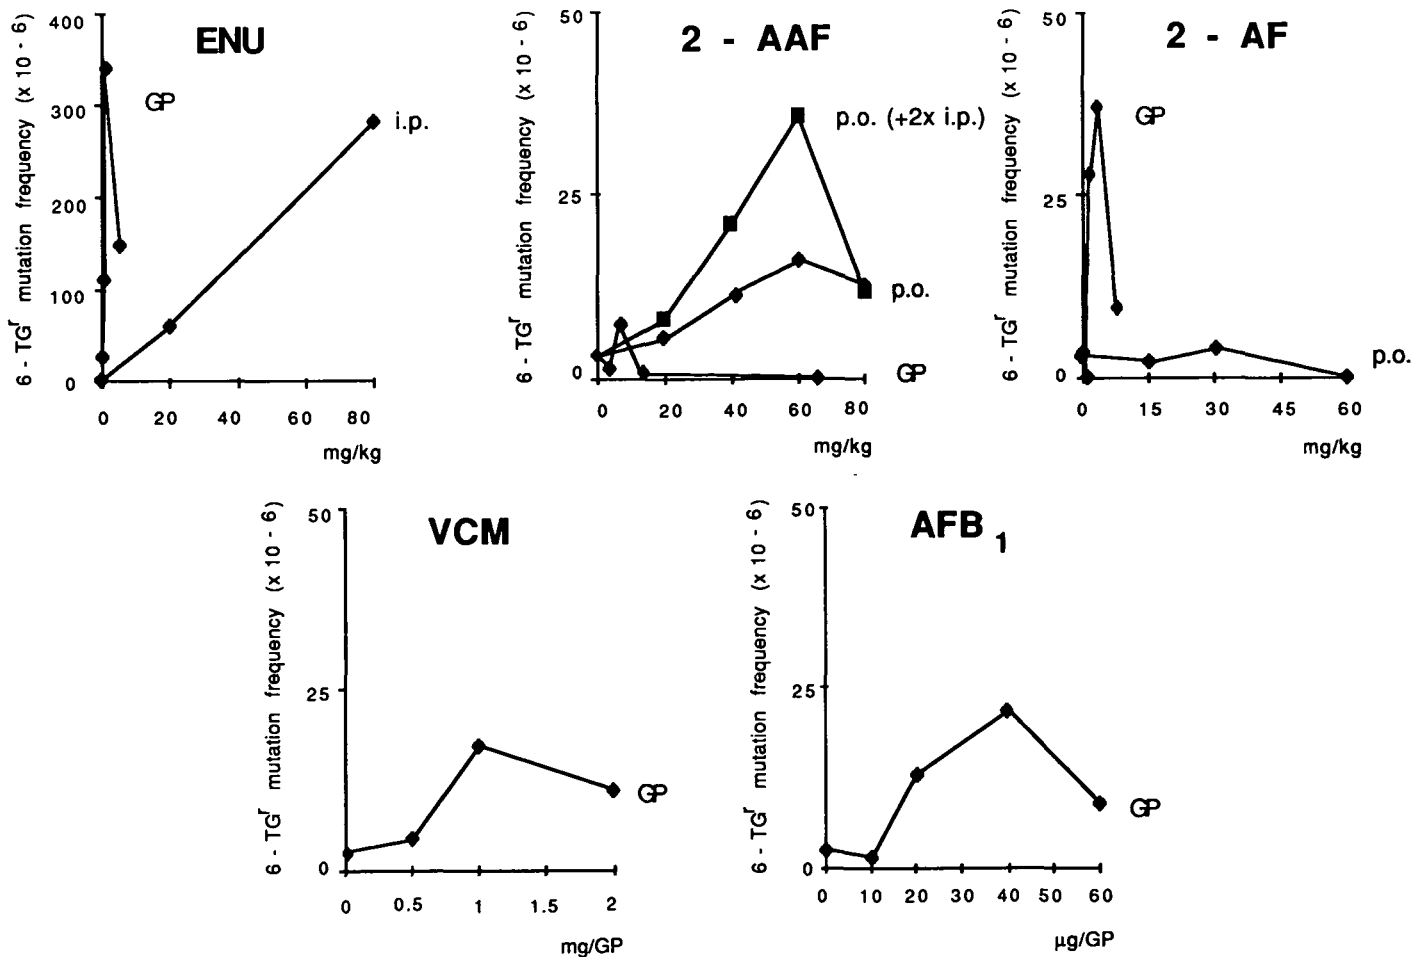 ENU
6 - TGʳ mutation frequency (x 10 - 6)
400
300
200
100
0
GP
i.p.
0 20 40 60 80
mg/kg
2 - AAF
6 - TGʳ mutation frequency (x 10 - 6)
50
25
0
p.o. (+2x i.p.)
p.o.
GP
0 20 40 60 80
mg/kg
2 - AF
6 - TGʳ mutation frequency (x 10 - 6)
50
25
0
GP
p.o.
0 15 30 45 60
mg/kg
VCM
6 - TGʳ mutation frequency (x 10 - 6)
50
25
0
GP
0 0.5 1 1.5 2
mg/GP
AFB 1
6 - TGʳ mutation frequency (x 10 - 6)
50
25
0
GP
0 10 20 30 40 50 60
µg/GP